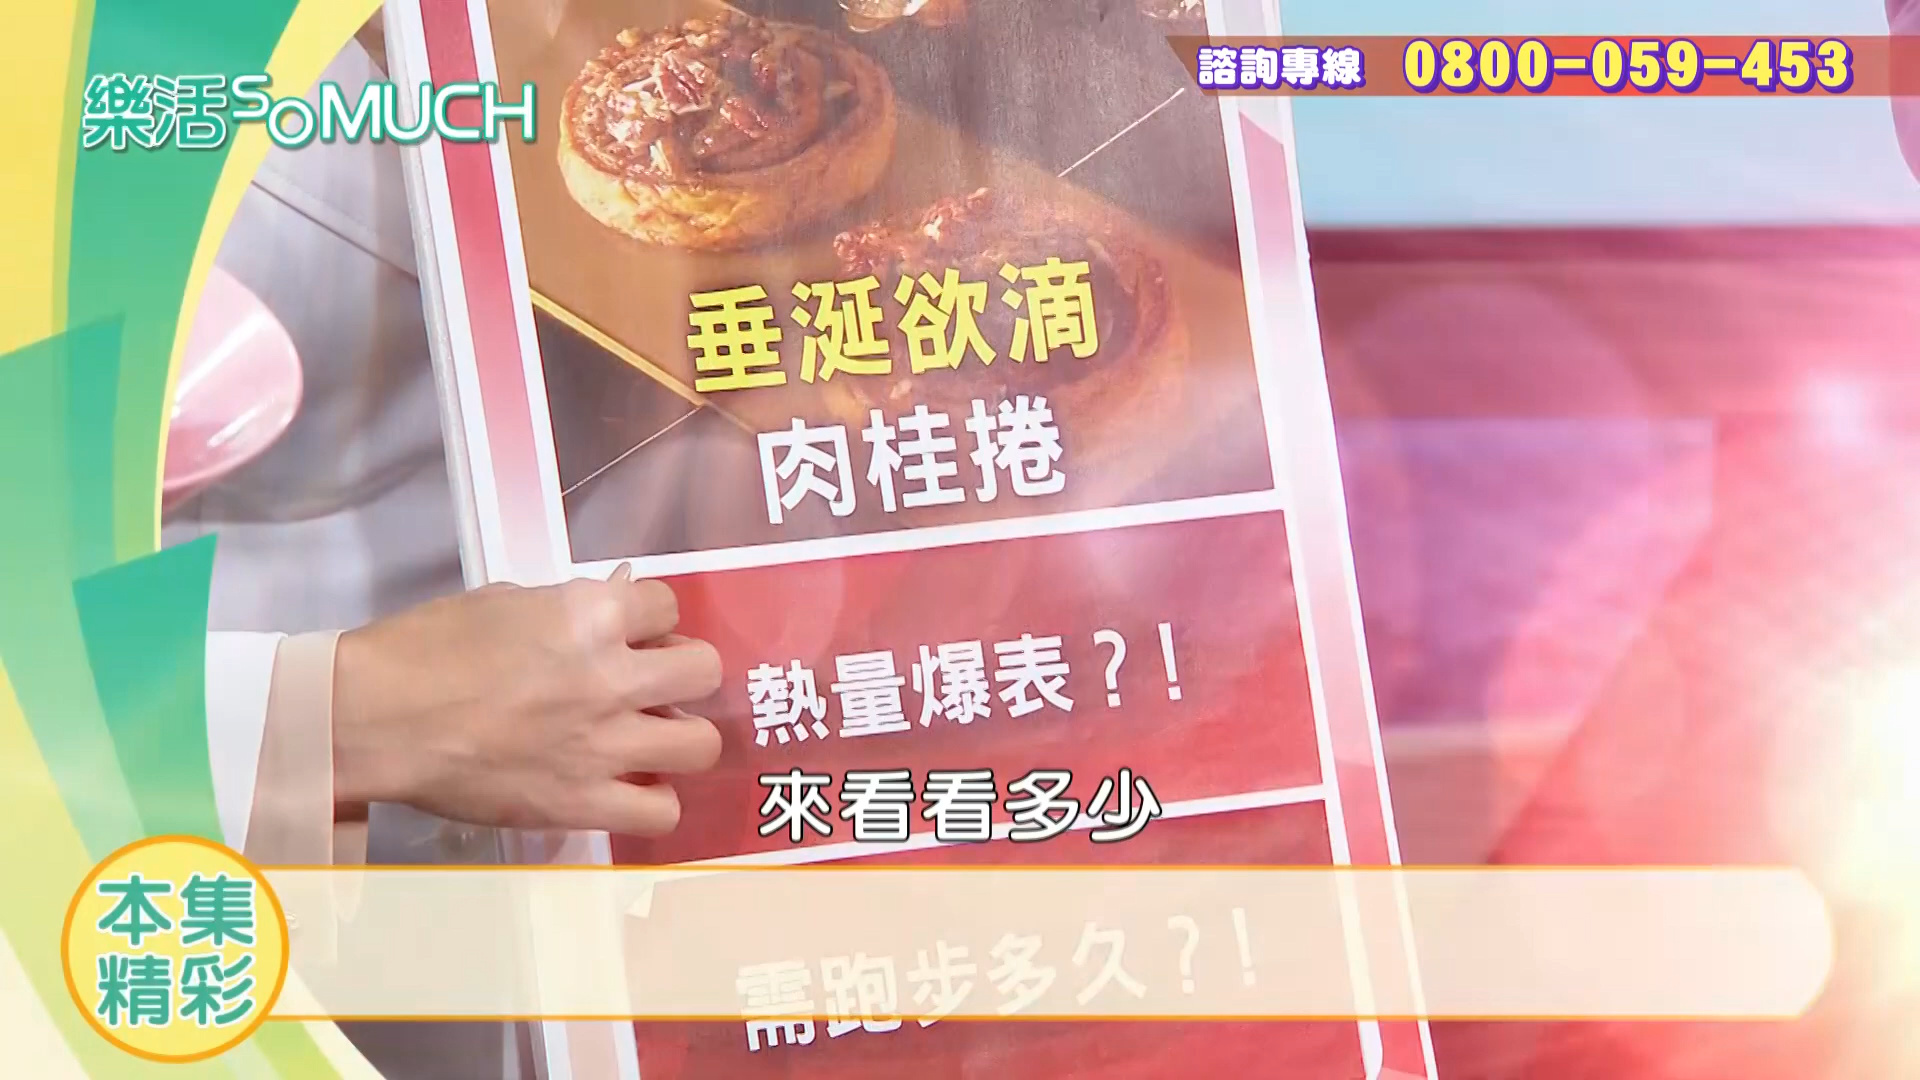 樂活SOMUCH
諮詢專線 0800-059-453
垂涎欲滴
肉桂捲
熱量爆表？！
來看看多少
需跑步多久？！
本集
精彩